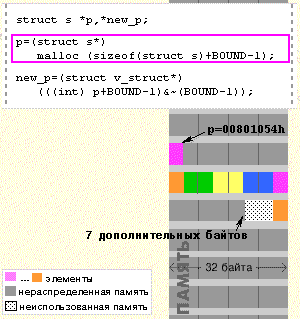 struct s *p,*new_p;
p=(struct s*)
malloc (sizeof(struct s)+BOUND-1);
new_p=(struct v_struct*)
(((int) p+BOUND-1)&~(BOUND-1));
p=00801054h
7 дополнительных байтов
32 байта
ПАМЯТЬ
... элементы
нераспределенная память
неиспользованная память